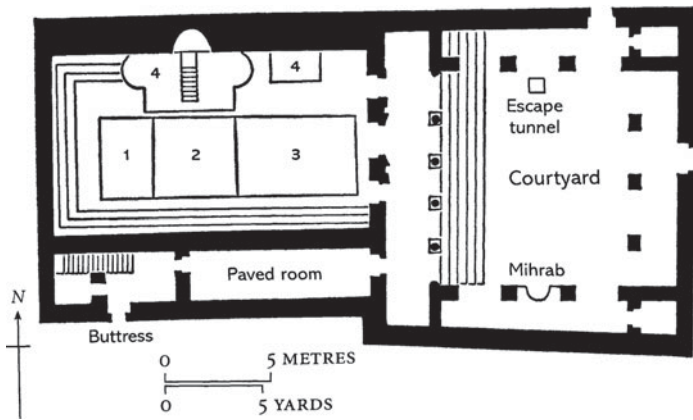 4
4
1
2
3
Escape
tunnel
Courtyard
Paved room
Mihrab
N
Buttress
0 5 METRES
0 5 YARDS